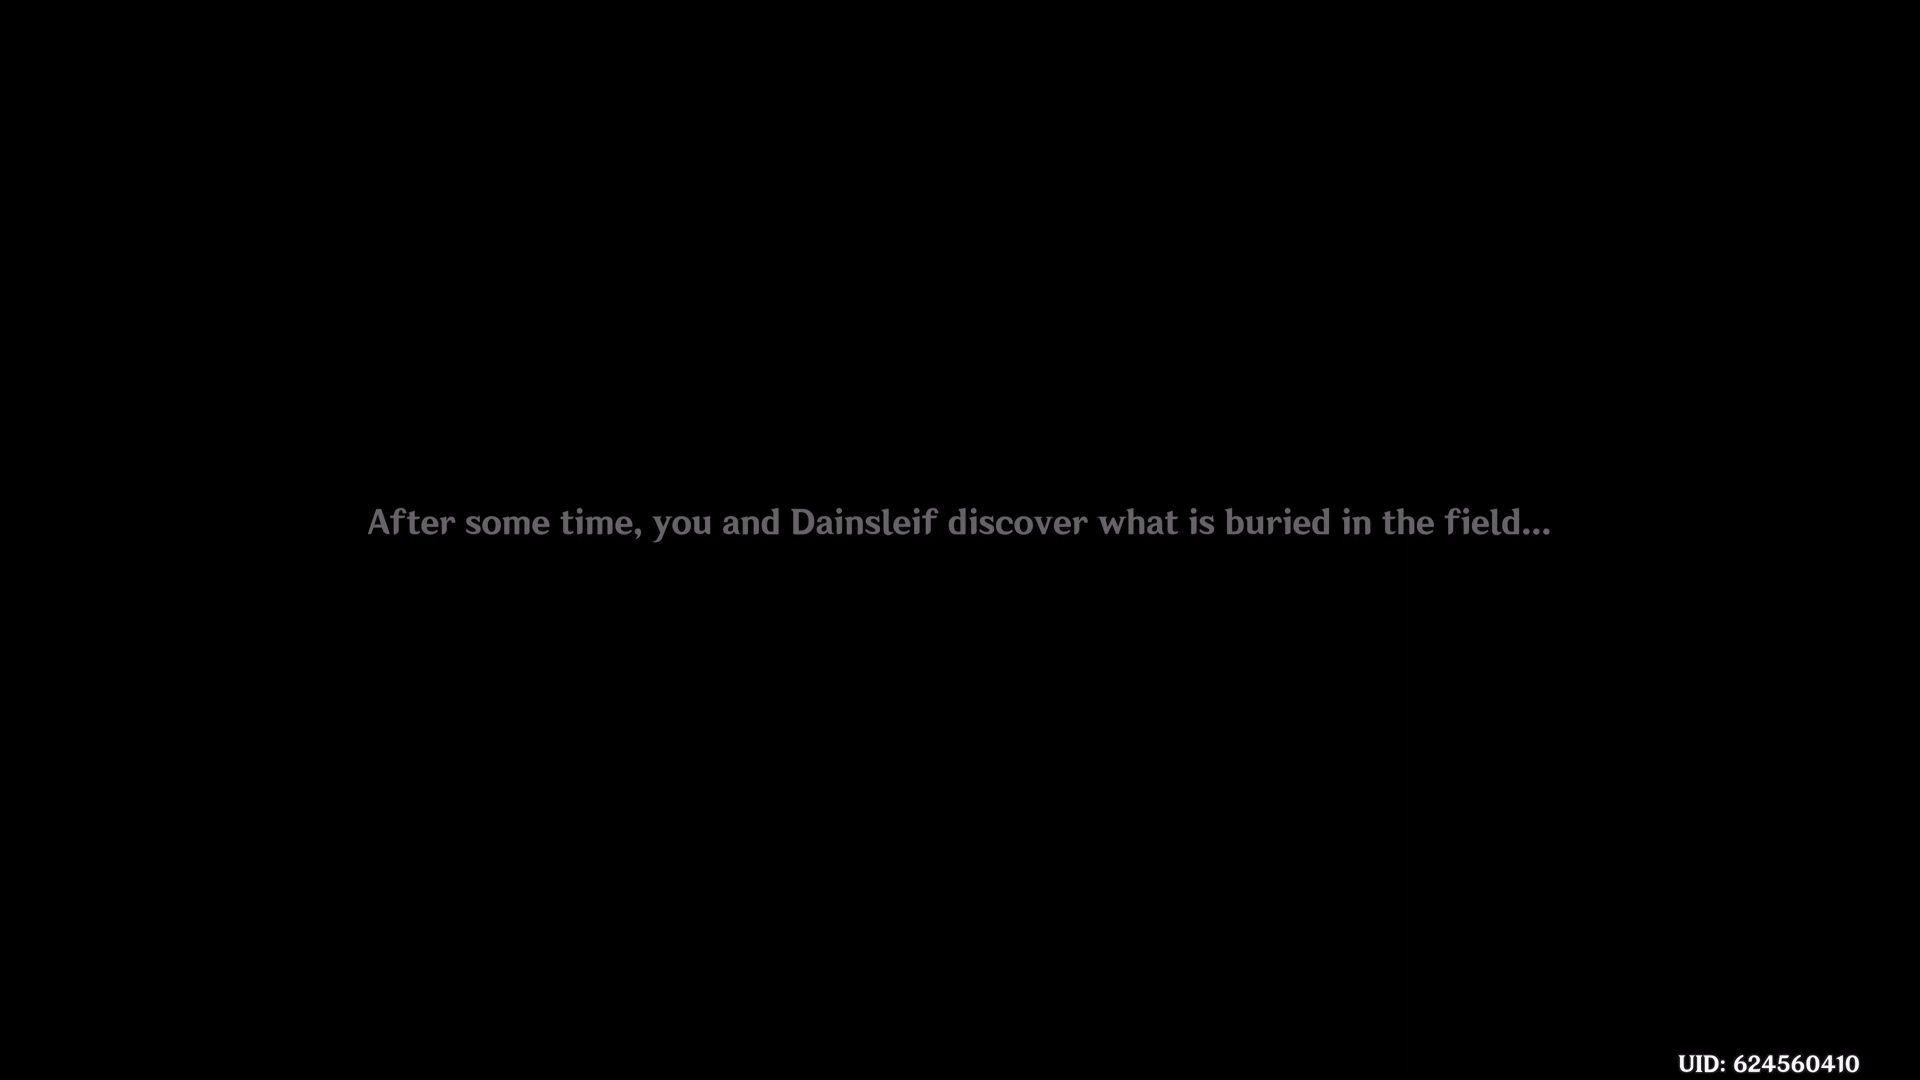 After some time, you and Dainsleif discover what is buried in the field...
UID: 624560410